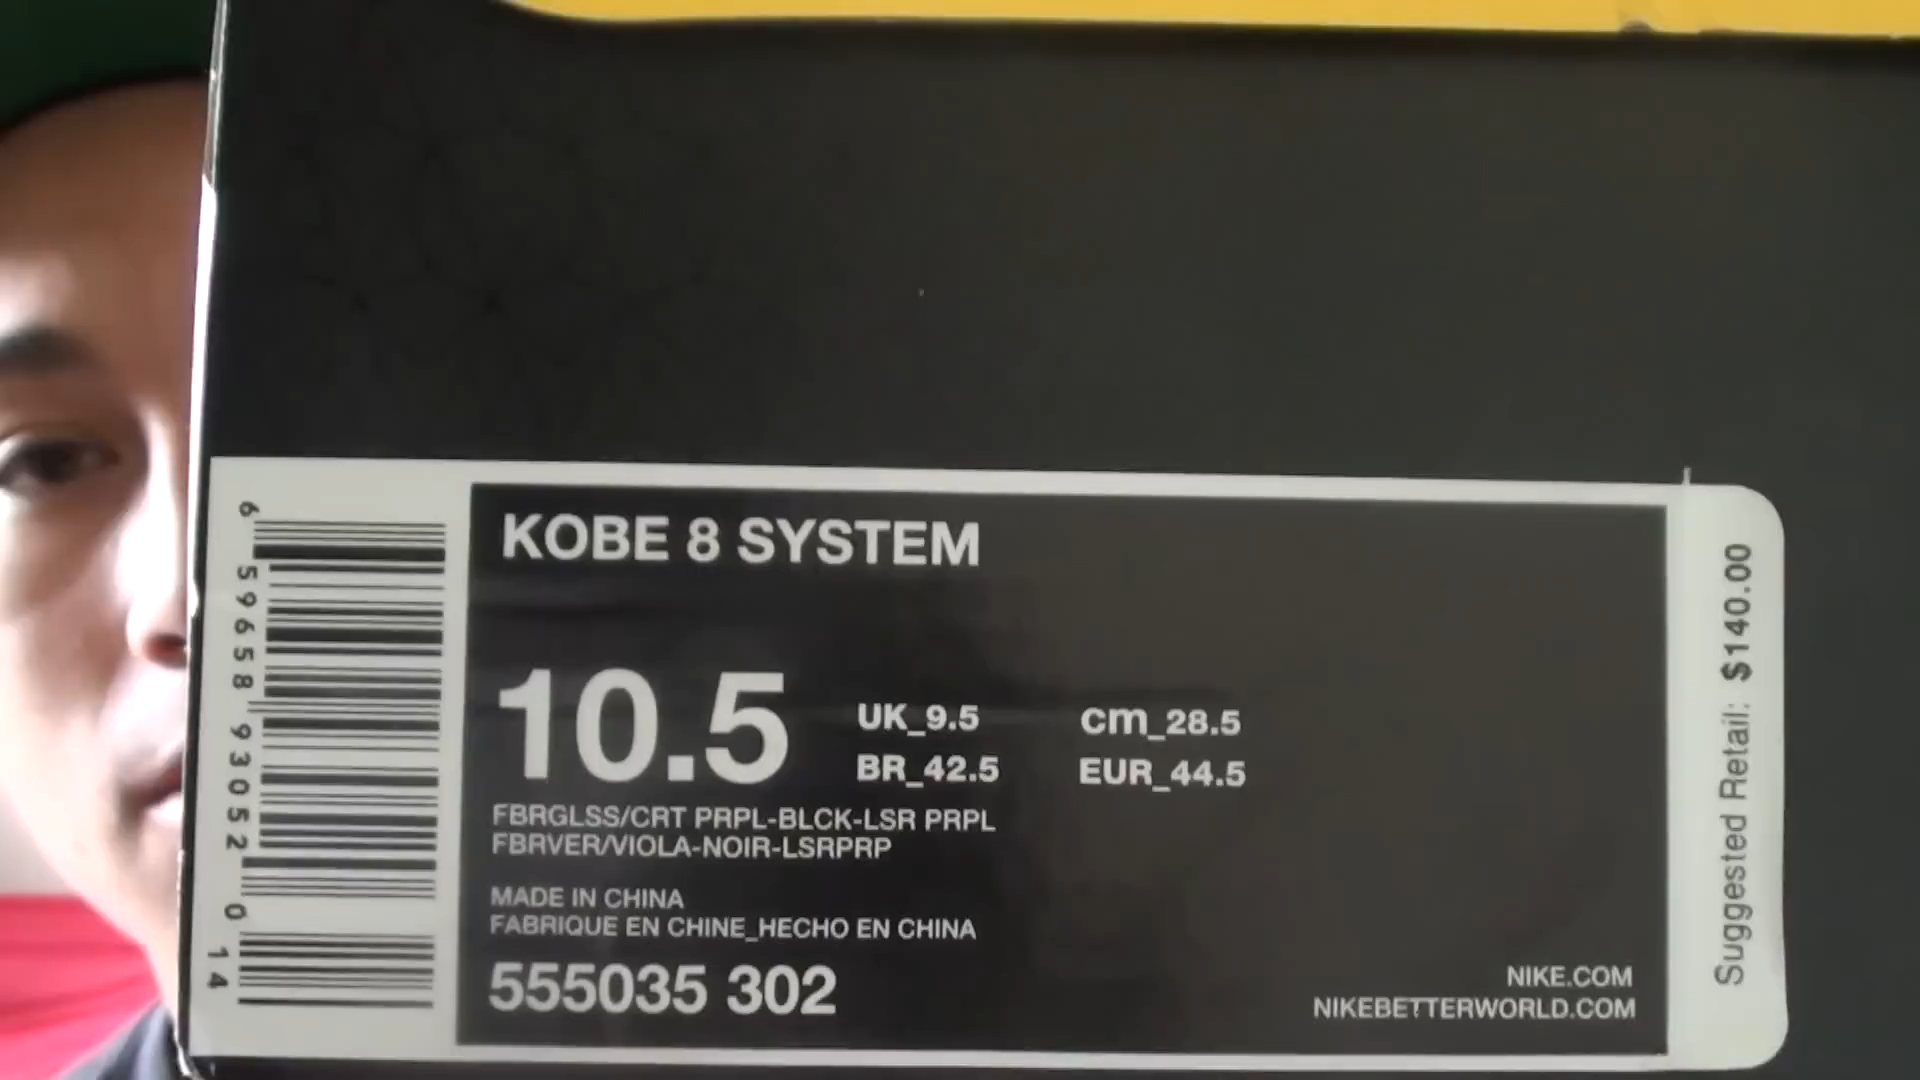 6 59658 93052 0
14
KOBE 8 SYSTEM
10.5
UK_9.5 cm_28.5
BR_42.5 EUR_44.5
FBRGLSS/CRT PRPL-BLCK-LSR PRPL
FBRVER/VIOLA-NOIR-LSRPRP
MADE IN CHINA
FABRIQUE EN CHINE_HECHO EN CHINA
555035 302
NIKE.COM
NIKEBETTERWORLD.COM
Suggested Retail: $140.00